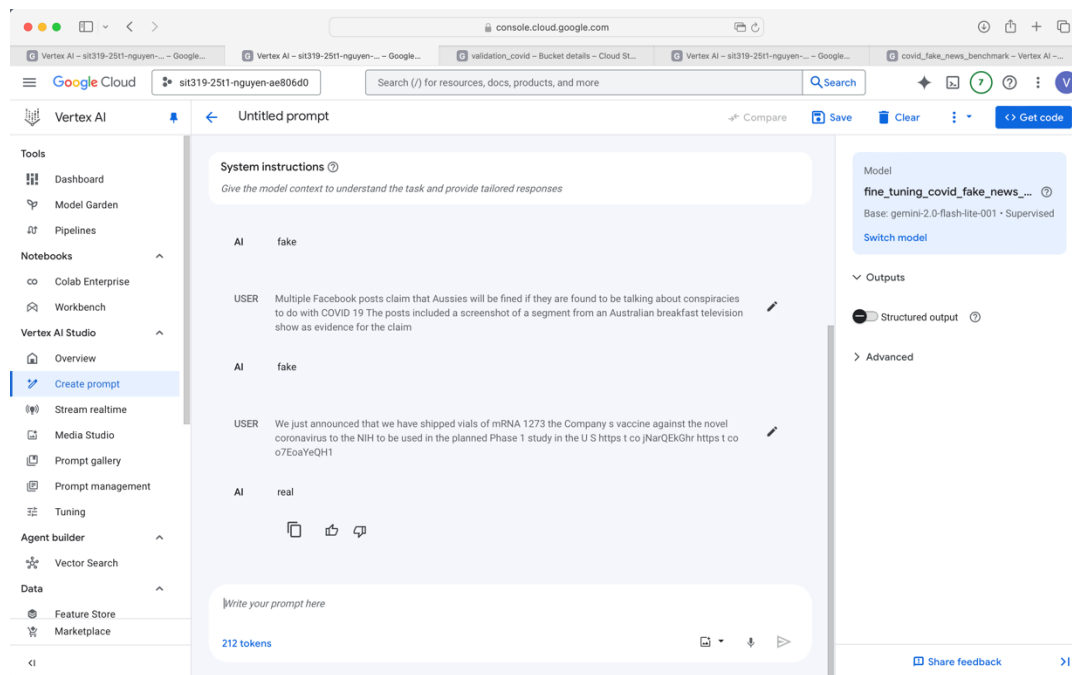 console.cloud.google.com
Vertex AI – sit319-25t1-nguyen-... – Google...
Vertex AI – sit319-25t1-nguyen-... – Google...
validation_covid – Bucket details – Cloud St...
Vertex AI – sit319-25t1-nguyen-... – Google...
covid_fake_news_benchmark – Vertex AI –...
Google Cloud
sit319-25t1-nguyen-ae806d0
Search (/) for resources, docs, products, and more
Search
7
V
Vertex AI
Untitled prompt
Compare
Save
Clear
<> Get code
Tools
Dashboard
Model Garden
Pipelines
Notebooks
Colab Enterprise
Workbench
Vertex AI Studio
Overview
Create prompt
Stream realtime
Media Studio
Prompt gallery
Prompt management
Tuning
Agent builder
Vector Search
Data
Feature Store
Marketplace
System instructions
Give the model context to understand the task and provide tailored responses
AI fake
USER Multiple Facebook posts claim that Aussies will be fined if they are found to be talking about conspiracies
to do with COVID 19 The posts included a screenshot of a segment from an Australian breakfast television
show as evidence for the claim
AI fake
USER We just announced that we have shipped vials of mRNA 1273 the Company s vaccine against the novel
coronavirus to the NIH to be used in the planned Phase 1 study in the U S https t co jNarQEkGhr https t co
o7EoaYeQH1
AI real
Write your prompt here
212 tokens
Model
fine_tuning_covid_fake_news_...
Base: gemini-2.0-flash-lite-001 • Supervised
Switch model
Outputs
Structured output
Advanced
Share feedback